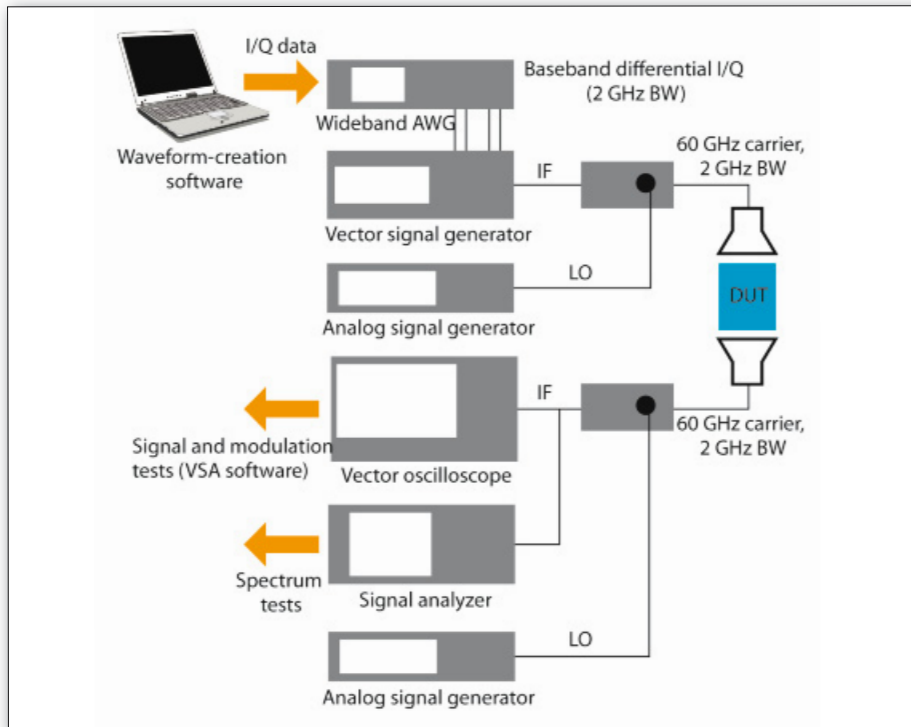 I/Q data
Baseband differential I/Q
(2 GHz BW)
Wideband AWG
Waveform-creation
software
60 GHz carrier,
2 GHz BW
IF
Vector signal generator
LO
DUT
Analog signal generator
IF
60 GHz carrier,
2 GHz BW
Signal and modulation
tests (VSA software)
Vector oscilloscope
Spectrum
tests
Signal analyzer
LO
Analog signal generator